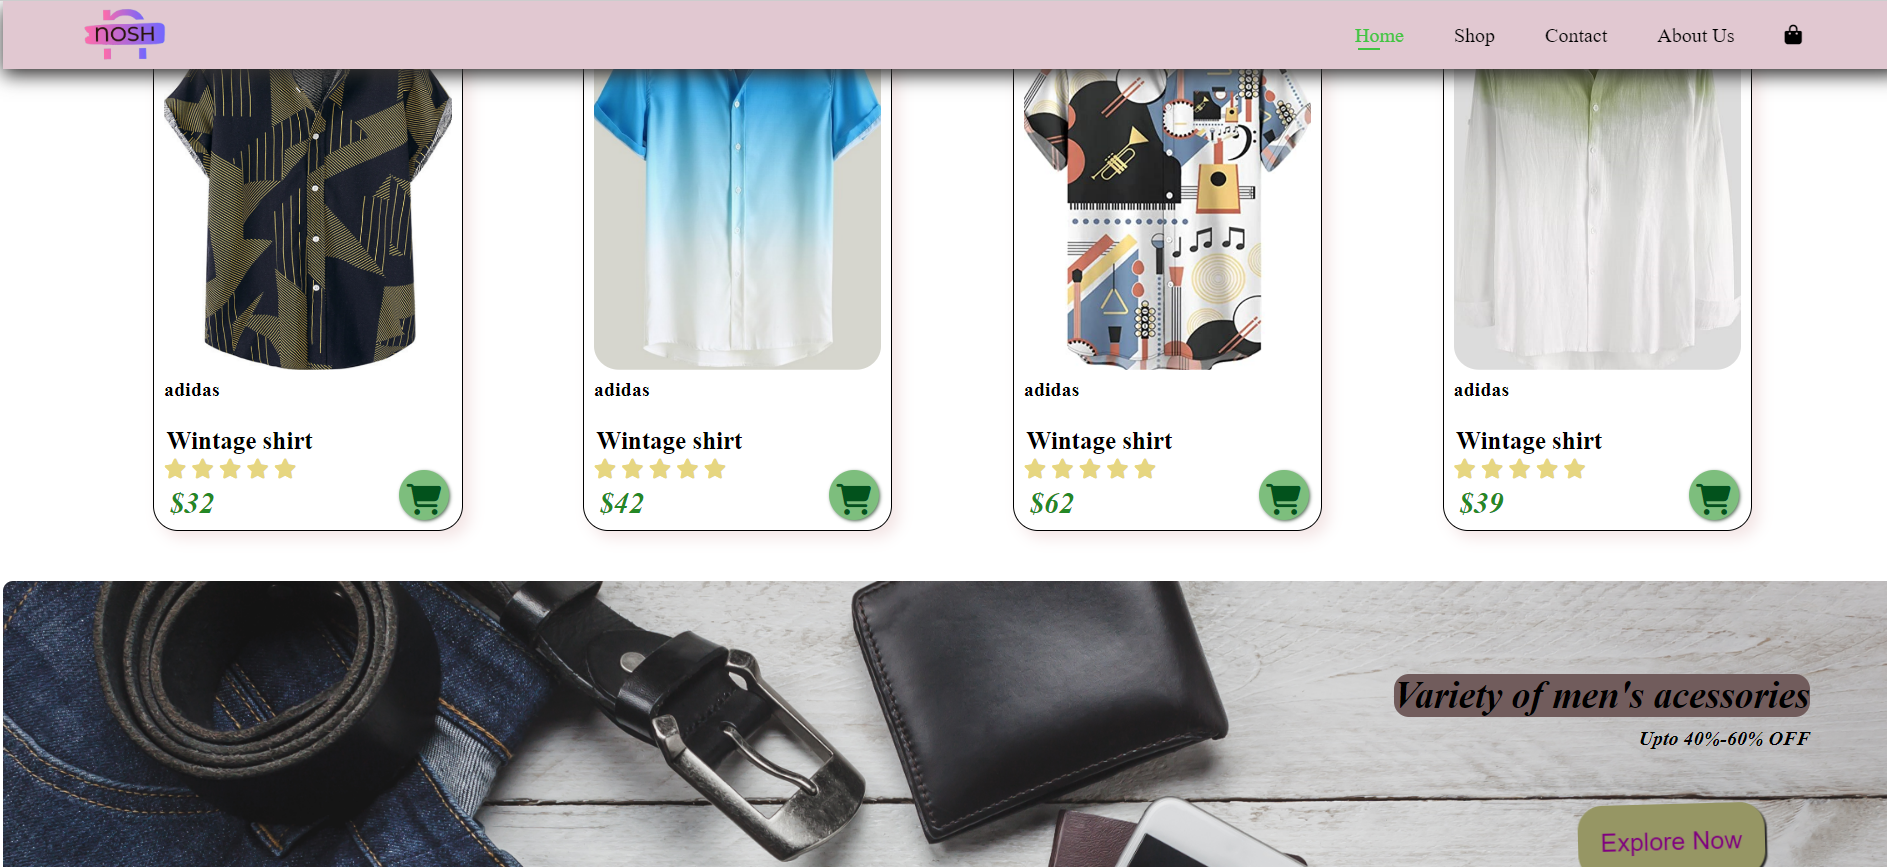 nOSH
Home Shop Contact About Us
adidas adidas adidas adidas
Wintage shirt Wintage shirt Wintage shirt Wintage shirt
$32 $42 $62 $39
Variety of men's acessories
Upto 40%-60% OFF
Explore Now